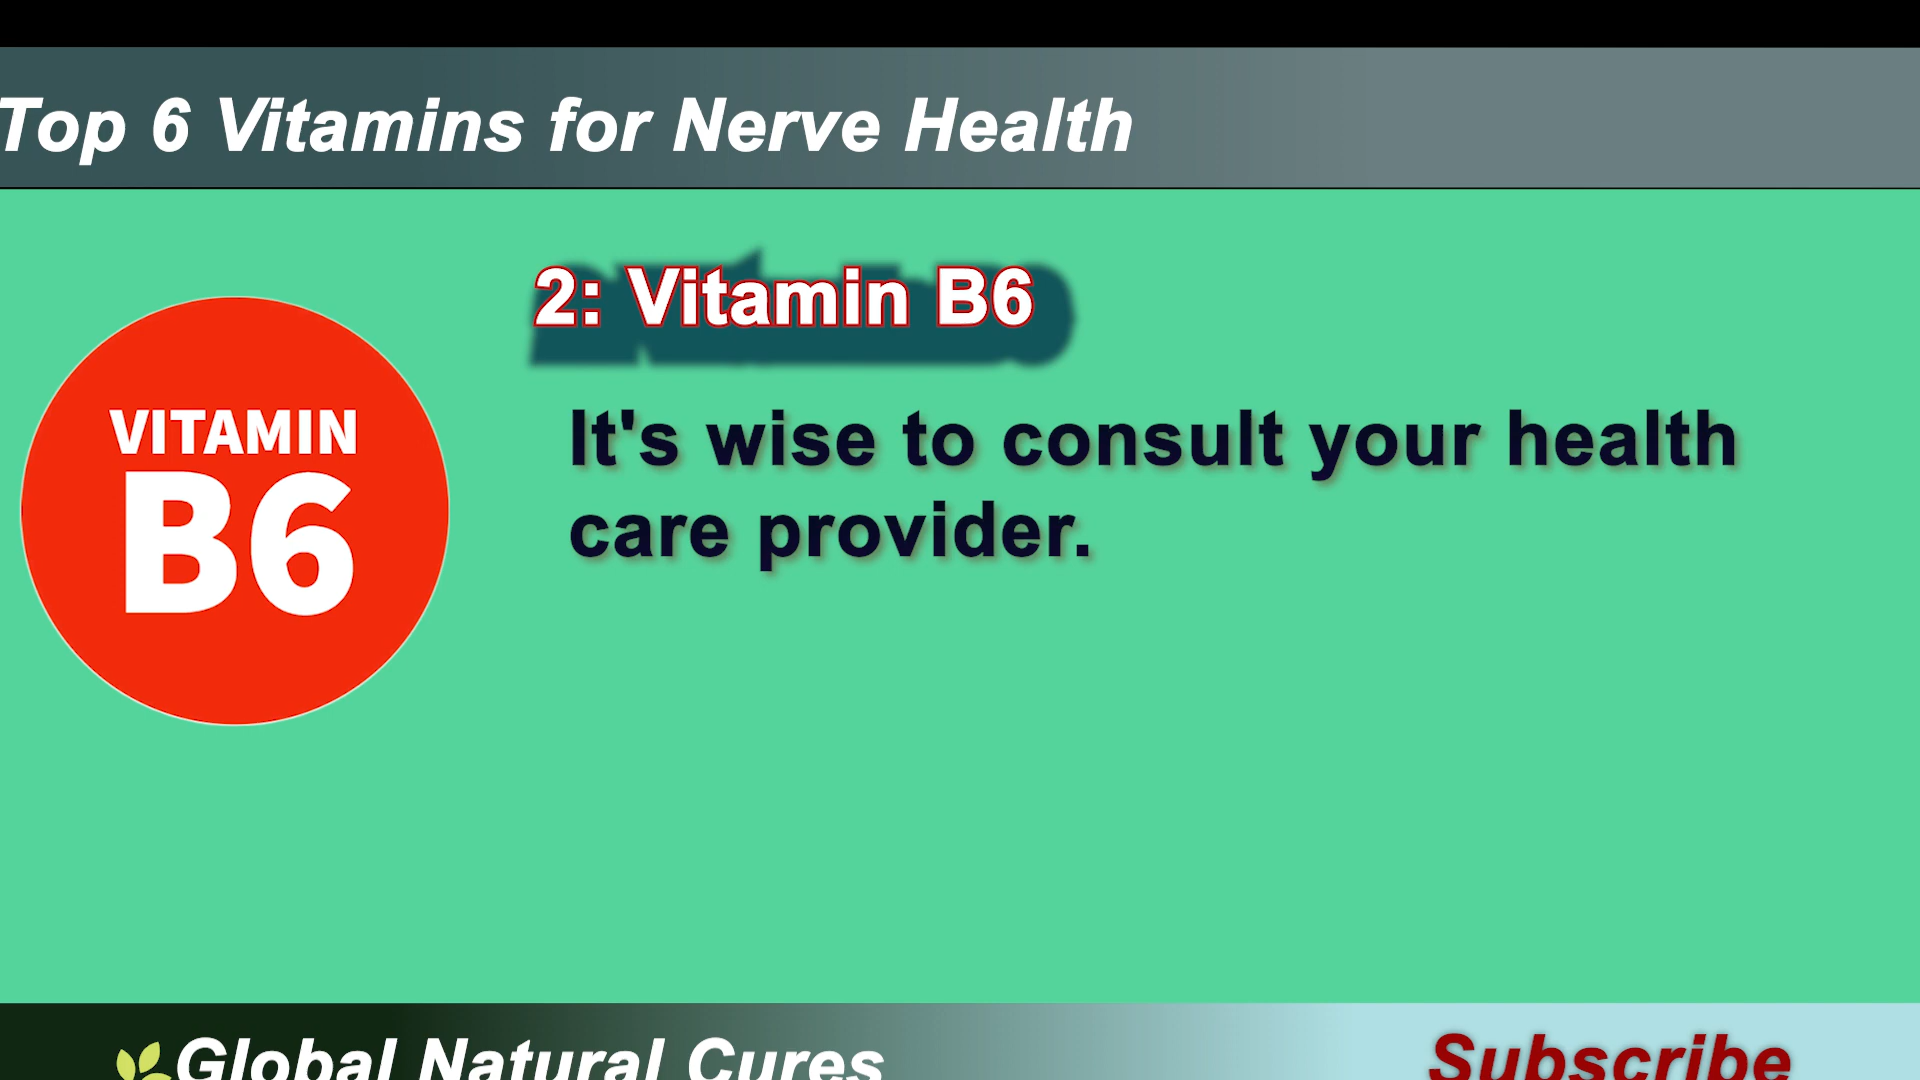 Top 6 Vitamins for Nerve Health
2: Vitamin B6
VITAMIN
B6
It's wise to consult your health
care provider.
Global Natural Cures
Subscribe